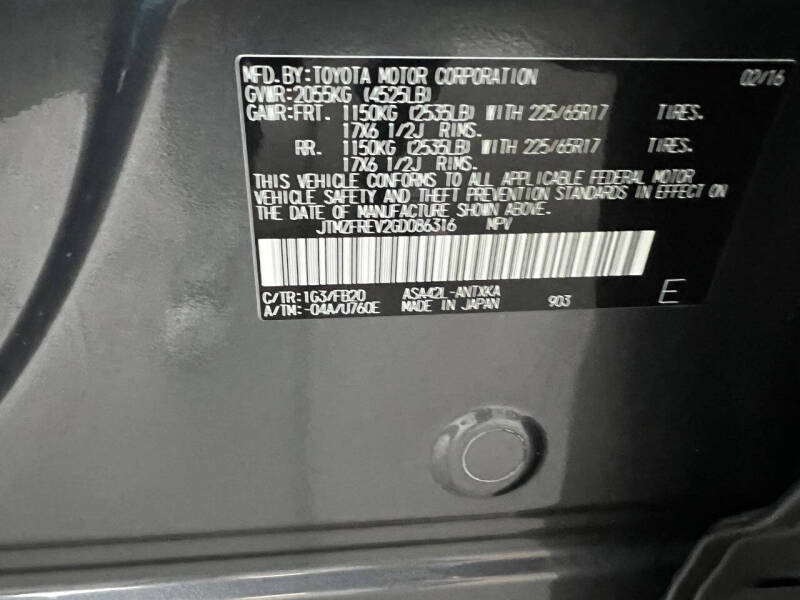 MFD. BY: TOYOTA MOTOR CORPORATION 02/16
GVWR: 2055KG (4525LB)
GAWR: FRT. 1150KG (2535LB) WITH 225/65R17 TIRES.
17X6 1/2J RIMS.
RR. 1150KG (2535LB) WITH 225/65R17 TIRES.
17X6 1/2J RIMS.
THIS VEHICLE CONFORMS TO ALL APPLICABLE FEDERAL MOTOR
VEHICLE SAFETY AND THEFT PREVENTION STANDARDS IN EFFECT ON
THE DATE OF MANUFACTURE SHOWN ABOVE.
JTMZFREV2GD086316 MPV
C/TR: 1G3/FB20 ASA42L-ANTXKA
A/TM: -04A/U760E MADE IN JAPAN 903 E